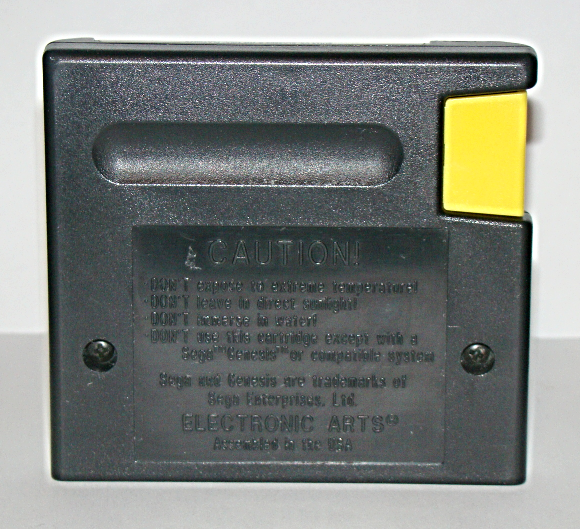 CAUTION!
·DON'T expose to extreme temperature!
·DON'T leave in direct sunlight!
·DON'T immerse in water!
·DON'T use this cartridge except with a
Sega™ Genesis™ or compatible system
Sega and Genesis are trademarks of
Sega Enterprises, Ltd.
ELECTRONIC ARTS®
Assembled in the USA